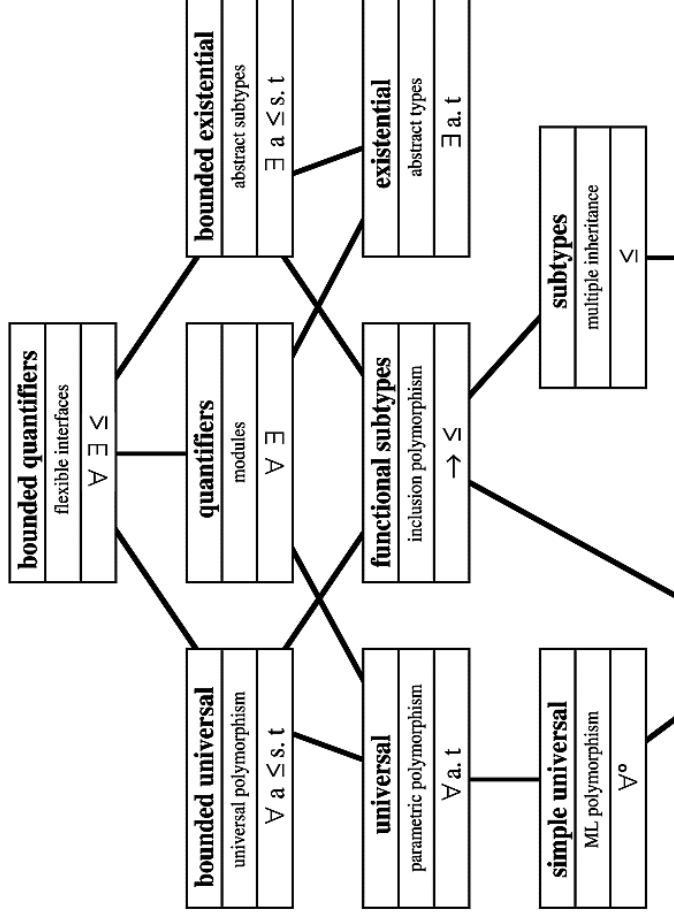 bounded quantifiers
flexible interfaces
∀ ∃ ≤
bounded universal
universal polymorphism
∀ a ≤ s. t
quantifiers
modules
∀ ∃
bounded existential
abstract subtypes
∃ a ≤ s. t
universal
parametric polymorphism
∀ a. t
functional subtypes
inclusion polymorphism
→ ≤
existential
abstract types
∃ a. t
simple universal
ML polymorphism
∀°
subtypes
multiple inheritance
≤